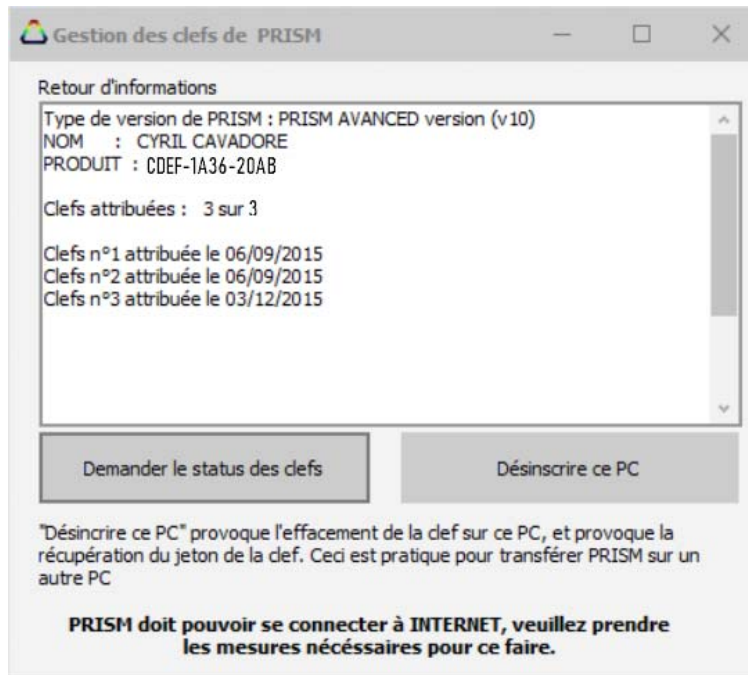 Gestion des clefs de PRISM
Retour d'informations
Type de version de PRISM : PRISM AVANCED version (v10)
NOM : CYRIL CAVADORE
PRODUIT : CDEF-1A36-20AB
Clefs attribuées : 3 sur 3
Clefs nº1 attribuée le 06/09/2015
Clefs nº2 attribuée le 06/09/2015
Clefs nº3 attribuée le 03/12/2015
Demander le status des clefs
Désinscrire ce PC
"Désincrire ce PC" provoque l'effacement de la clef sur ce PC, et provoque la
récupération du jeton de la clef. Ceci est pratique pour transférer PRISM sur un
autre PC
PRISM doit pouvoir se connecter à INTERNET, veuillez prendre
les mesures nécéssaires pour ce faire.